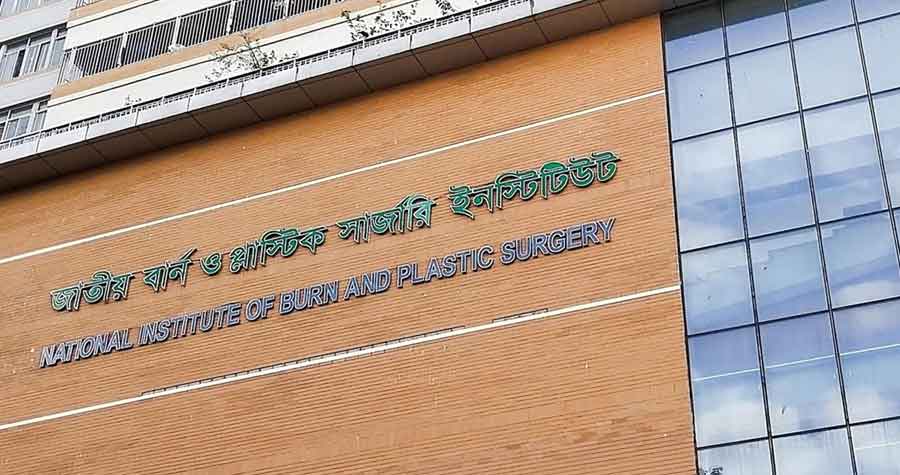 জাতীয় বার্ন ও প্লাস্টিক সার্জারি ইনস্টিটিউট
NATIONAL INSTITUTE OF BURN AND PLASTIC SURGERY